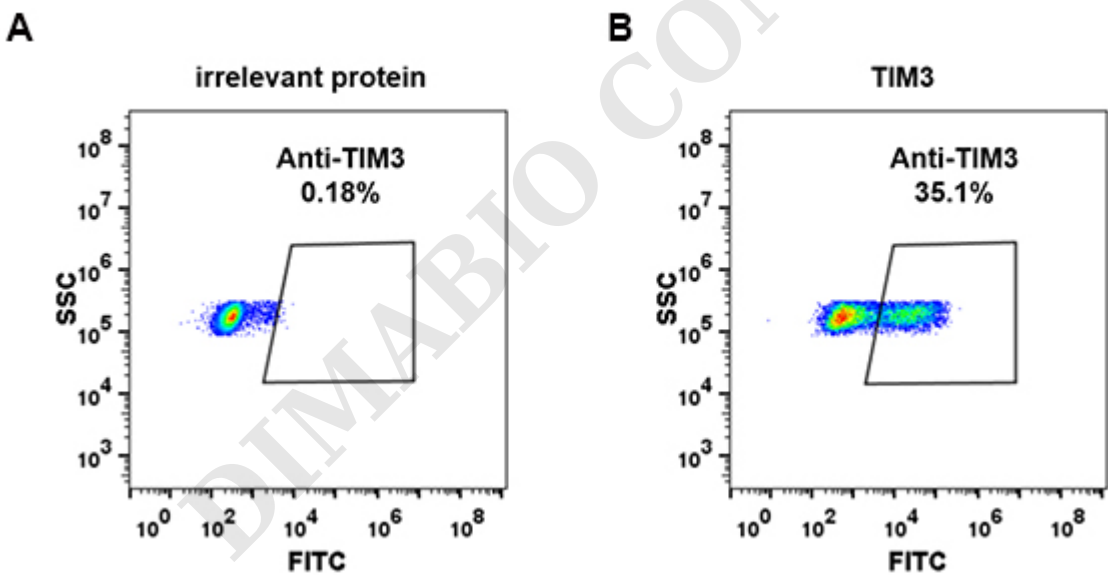 A
irrelevant protein
Anti-TIM3
0.18%
SSC
10^8
10^7
10^6
10^5
10^4
10^3
10^0 10^2 10^4 10^6 10^8
FITC
B
TIM3
Anti-TIM3
35.1%
SSC
10^8
10^7
10^6
10^5
10^4
10^3
10^0 10^2 10^4 10^6 10^8
FITC
DIMABIO